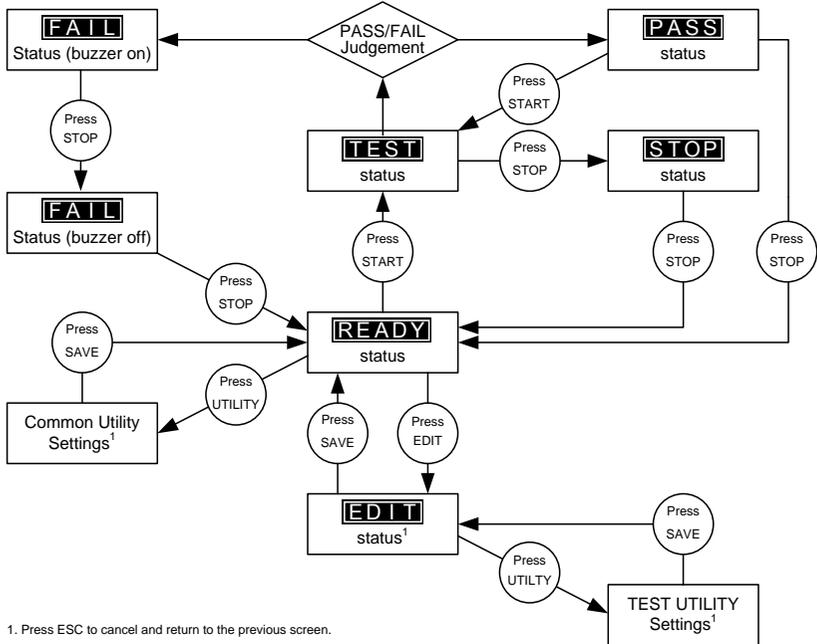 FAIL
Status (buzzer on)
PASS/FAIL
Judgement
PASS
status
Press
STOP
Press
START
TEST
status
Press
STOP
STOP
status
FAIL
Status (buzzer off)
Press
STOP
Press
START
Press
STOP
Press
STOP
READY
status
Press
SAVE
Press
UTILITY
Common Utility
Settings¹
Press
SAVE
Press
EDIT
EDIT
status¹
Press
SAVE
Press
UTILTY
TEST UTILITY
Settings¹
1. Press ESC to cancel and return to the previous screen.